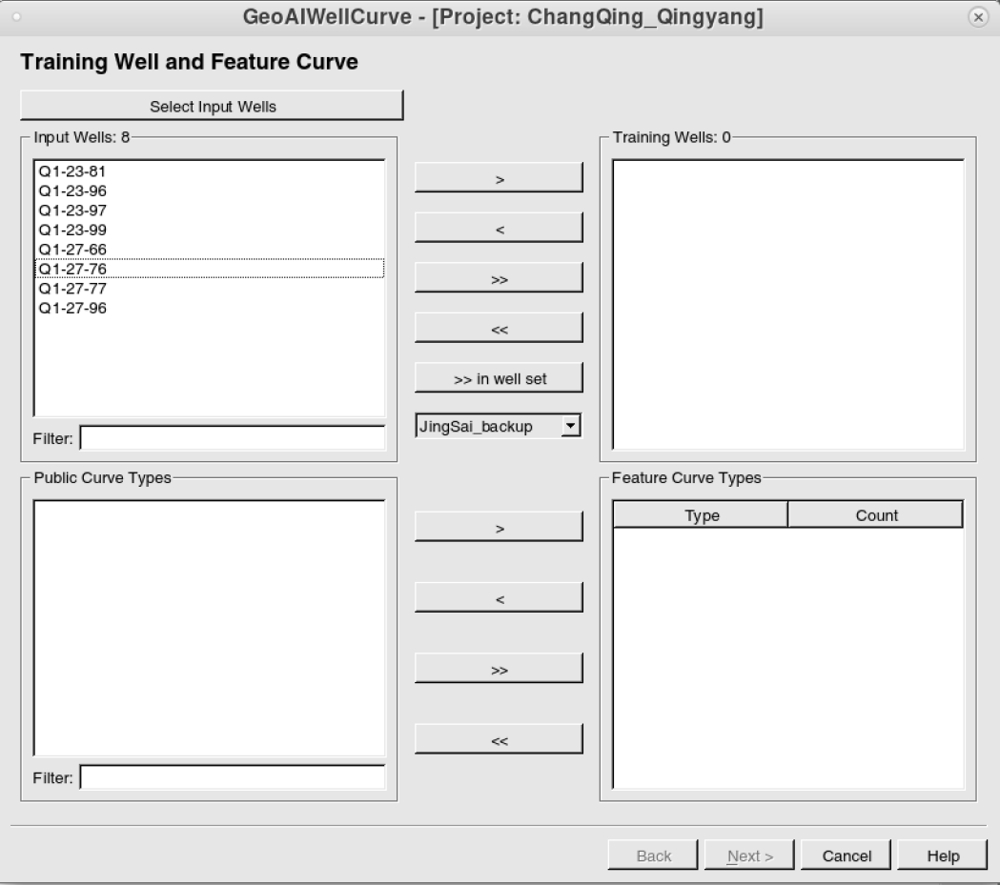 GeoAIWellCurve - [Project: ChangQing_Qingyang]
Training Well and Feature Curve
Select Input Wells
Input Wells: 8
Q1-23-81
Q1-23-96
Q1-23-97
Q1-23-99
Q1-27-66
Q1-27-76
Q1-27-77
Q1-27-96
Filter:
>
<
>>
<<
>> in well set
JingSai_backup
Training Wells: 0
Public Curve Types
Filter:
>
<
>>
<<
Feature Curve Types
Type Count
Back Next > Cancel Help